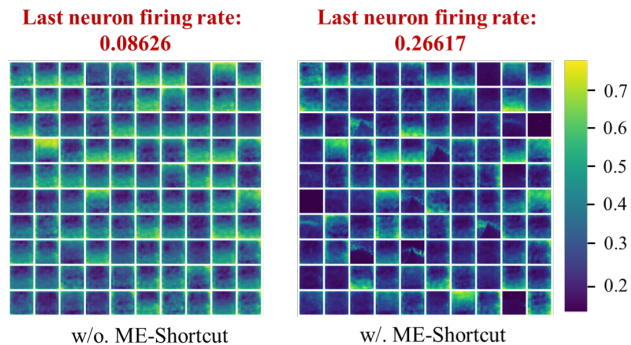 Last neuron firing rate:
0.08626
Last neuron firing rate:
0.26617
0.7
0.6
0.5
0.4
0.3
0.2
w/o. ME-Shortcut
w/. ME-Shortcut